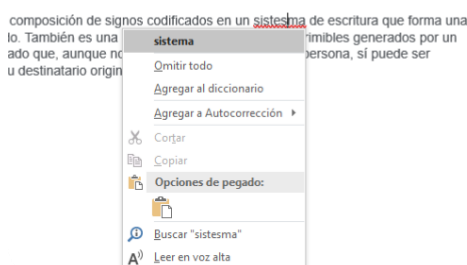 composición de signos codificados en un sistesma de escritura que forma una
lo. También es una rimibles generados por un
ado que, aunque no persona, sí puede ser
u destinatario origin
sistema
Omitir todo
Agregar al diccionario
Agregar a Autocorrección
Cortar
Copiar
Opciones de pegado:
Buscar "sistesma"
Leer en voz alta